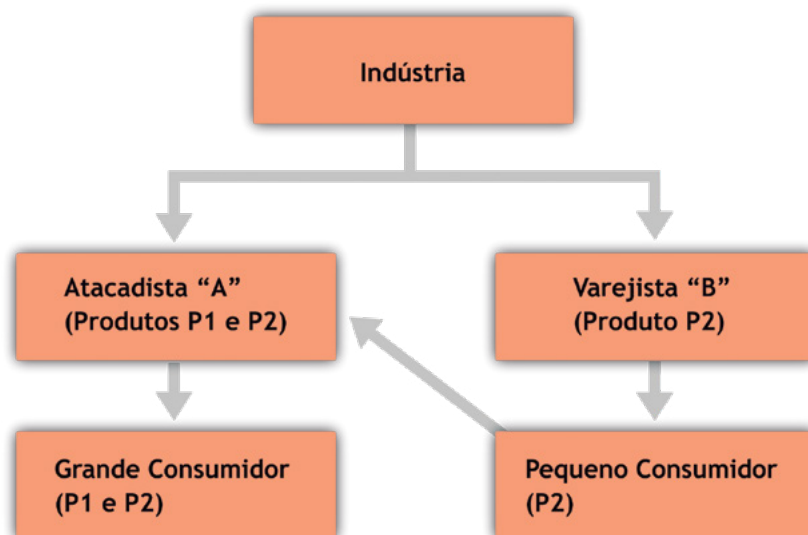 Indústria
Atacadista “A”
(Produtos P1 e P2)
Varejista “B”
(Produto P2)
Grande Consumidor
(P1 e P2)
Pequeno Consumidor
(P2)